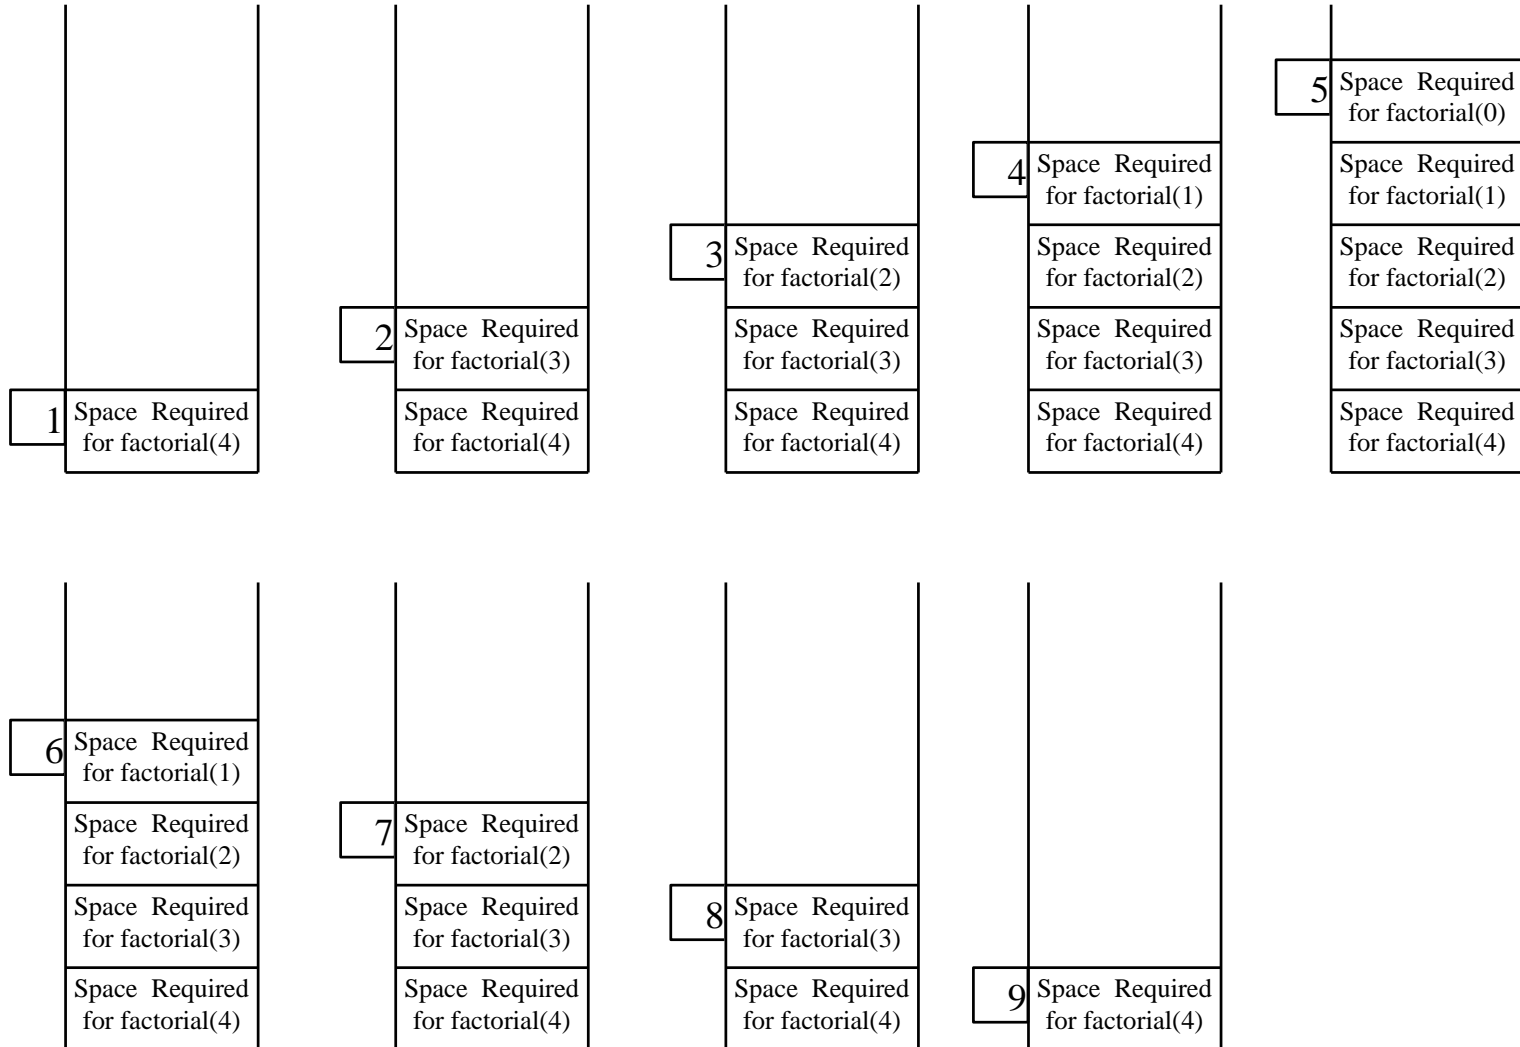 1
Space Required
for factorial(4)
2
Space Required
for factorial(3)
Space Required
for factorial(4)
3
Space Required
for factorial(2)
Space Required
for factorial(3)
Space Required
for factorial(4)
4
Space Required
for factorial(1)
Space Required
for factorial(2)
Space Required
for factorial(3)
Space Required
for factorial(4)
5
Space Required
for factorial(0)
Space Required
for factorial(1)
Space Required
for factorial(2)
Space Required
for factorial(3)
Space Required
for factorial(4)
6
Space Required
for factorial(1)
Space Required
for factorial(2)
Space Required
for factorial(3)
Space Required
for factorial(4)
7
Space Required
for factorial(2)
Space Required
for factorial(3)
Space Required
for factorial(4)
8
Space Required
for factorial(3)
Space Required
for factorial(4)
9
Space Required
for factorial(4)